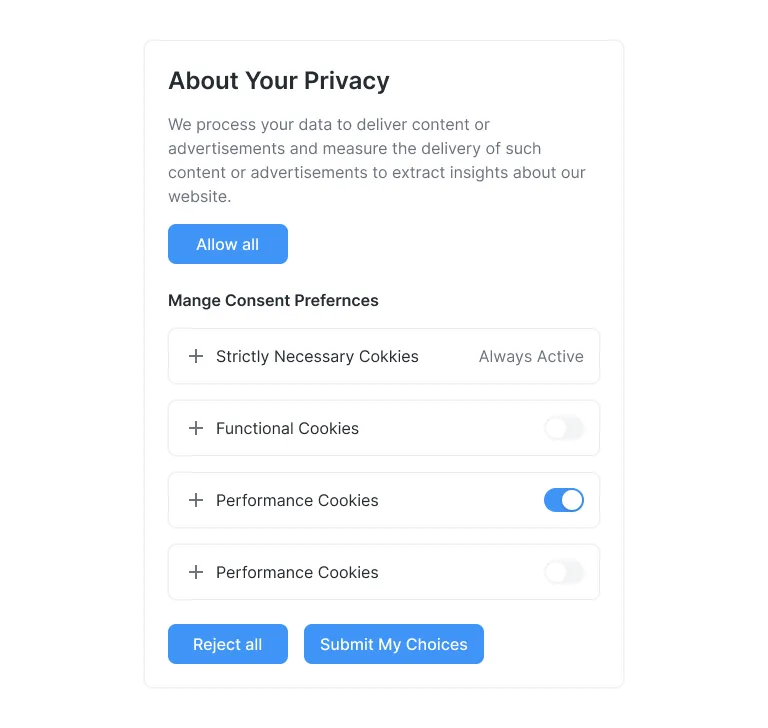 About Your Privacy
We process your data to deliver content or
advertisements and measure the delivery of such
content or advertisements to extract insights about our
website.
Allow all
Mange Consent Prefernces
Strictly Necessary Cokkies Always Active
Functional Cookies
Performance Cookies
Performance Cookies
Reject all Submit My Choices